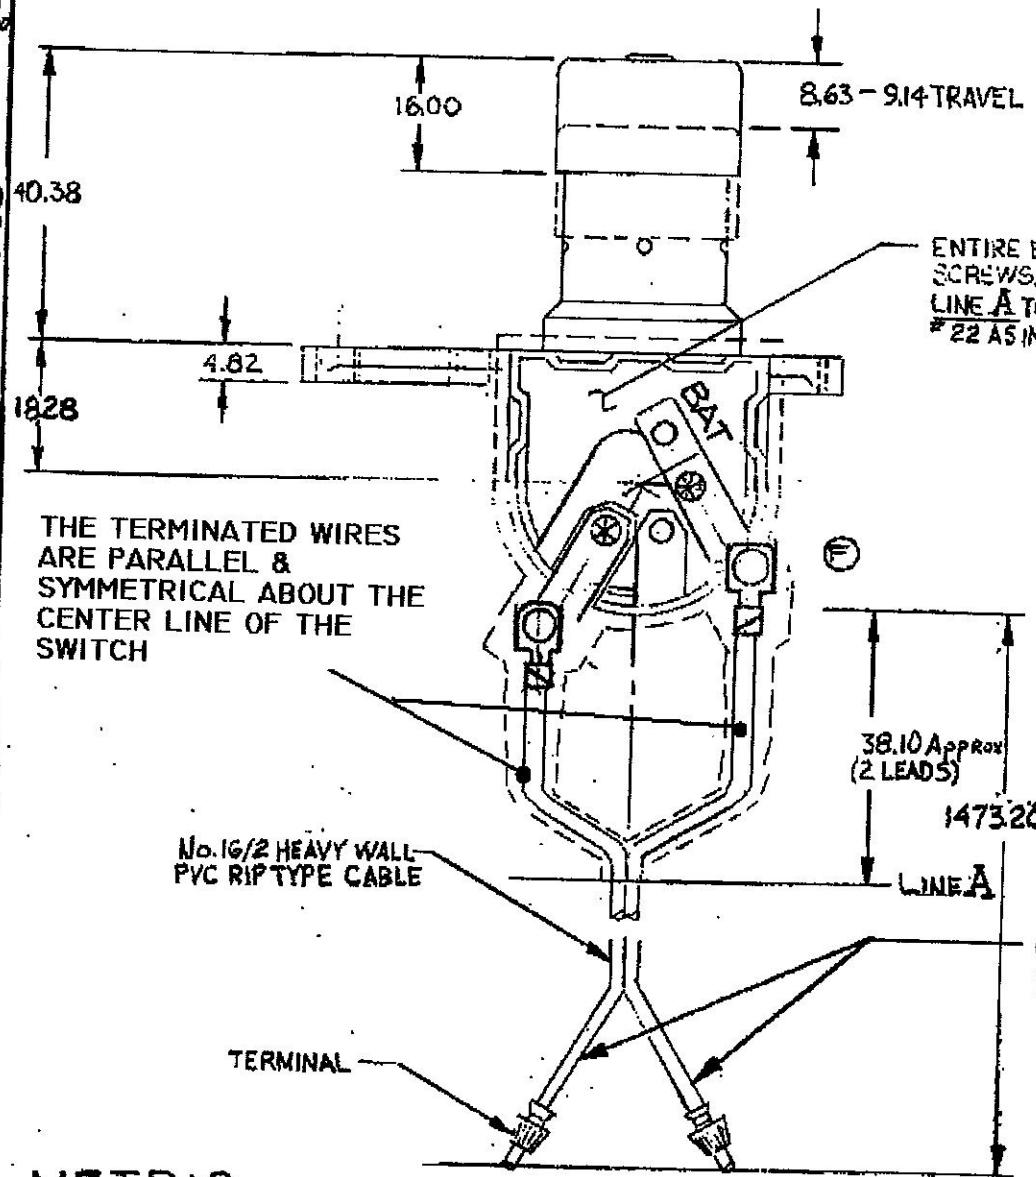 16.00
8.63 - 9.14 TRAVEL
40.38
ENTIRE
SCREWS
LINE A
#22 AS
4.82
1828
BAT
THE TERMINATED WIRES
ARE PARALLEL &
SYMMETRICAL ABOUT THE
CENTER LINE OF THE
SWITCH
F
38.10 Approx
(2 LEADS)
1473.20
No. 16/2 HEAVY WALL
PVC RIP TYPE CABLE
LINE A
TERMINAL
METRIC